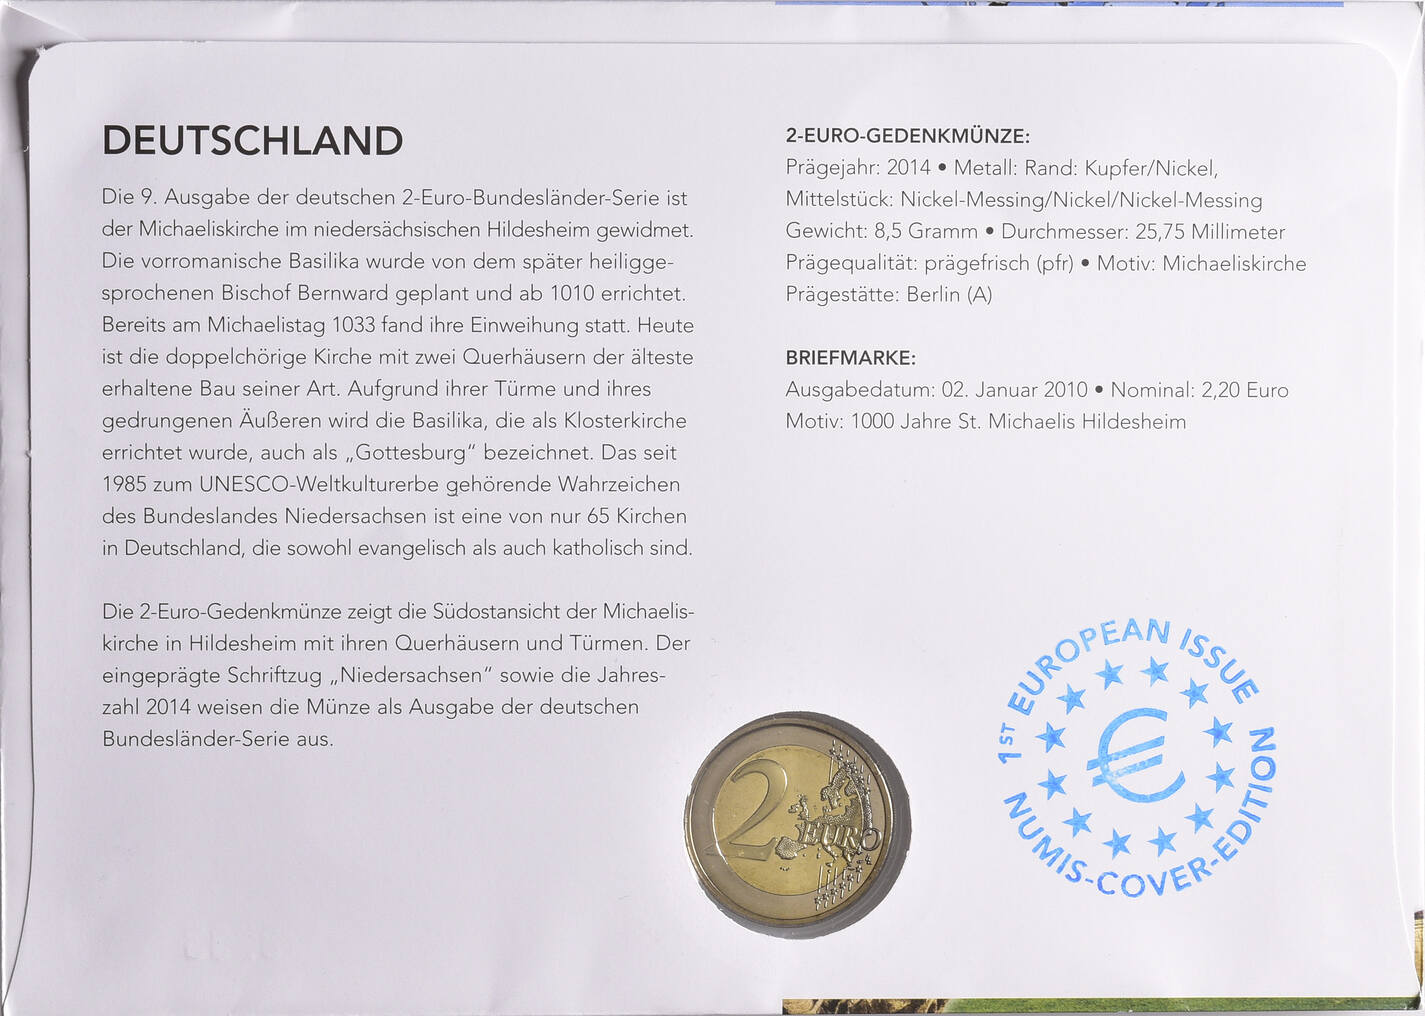 DEUTSCHLAND
Die 9. Ausgabe der deutschen 2-Euro-Bundesländer-Serie ist
der Michaeliskirche im niedersächsischen Hildesheim gewidmet.
Die vorromanische Basilika wurde von dem später heiligge-
sprochenen Bischof Bernward geplant und ab 1010 errichtet.
Bereits am Michaelistag 1033 fand ihre Einweihung statt. Heute
ist die doppelchörige Kirche mit zwei Querhäusern der älteste
erhaltene Bau seiner Art. Aufgrund ihrer Türme und ihres
gedrungenen Äußeren wird die Basilika, die als Klosterkirche
errichtet wurde, auch als „Gottesburg“ bezeichnet. Das seit
1985 zum UNESCO-Weltkulturerbe gehörende Wahrzeichen
des Bundeslandes Niedersachsen ist eine von nur 65 Kirchen
in Deutschland, die sowohl evangelisch als auch katholisch sind.
Die 2-Euro-Gedenkmünze zeigt die Südostansicht der Michaelis-
kirche in Hildesheim mit ihren Querhäusern und Türmen. Der
eingeprägte Schriftzug „Niedersachsen“ sowie die Jahres-
zahl 2014 weisen die Münze als Ausgabe der deutschen
Bundesländer-Serie aus.
2-EURO-GEDENKMÜNZE:
Prägejahr: 2014 • Metall: Rand: Kupfer/Nickel,
Mittelstück: Nickel-Messing/Nickel/Nickel-Messing
Gewicht: 8,5 Gramm • Durchmesser: 25,75 Millimeter
Prägequalität: prägefrisch (pfr) • Motiv: Michaeliskirche
Prägestätte: Berlin (A)
BRIEFMARKE:
Ausgabedatum: 02. Januar 2010 • Nominal: 2,20 Euro
Motiv: 1000 Jahre St. Michaelis Hildesheim
2 EURO
1ST EUROPEAN ISSUE
€
NUMIS-COVER-EDITION